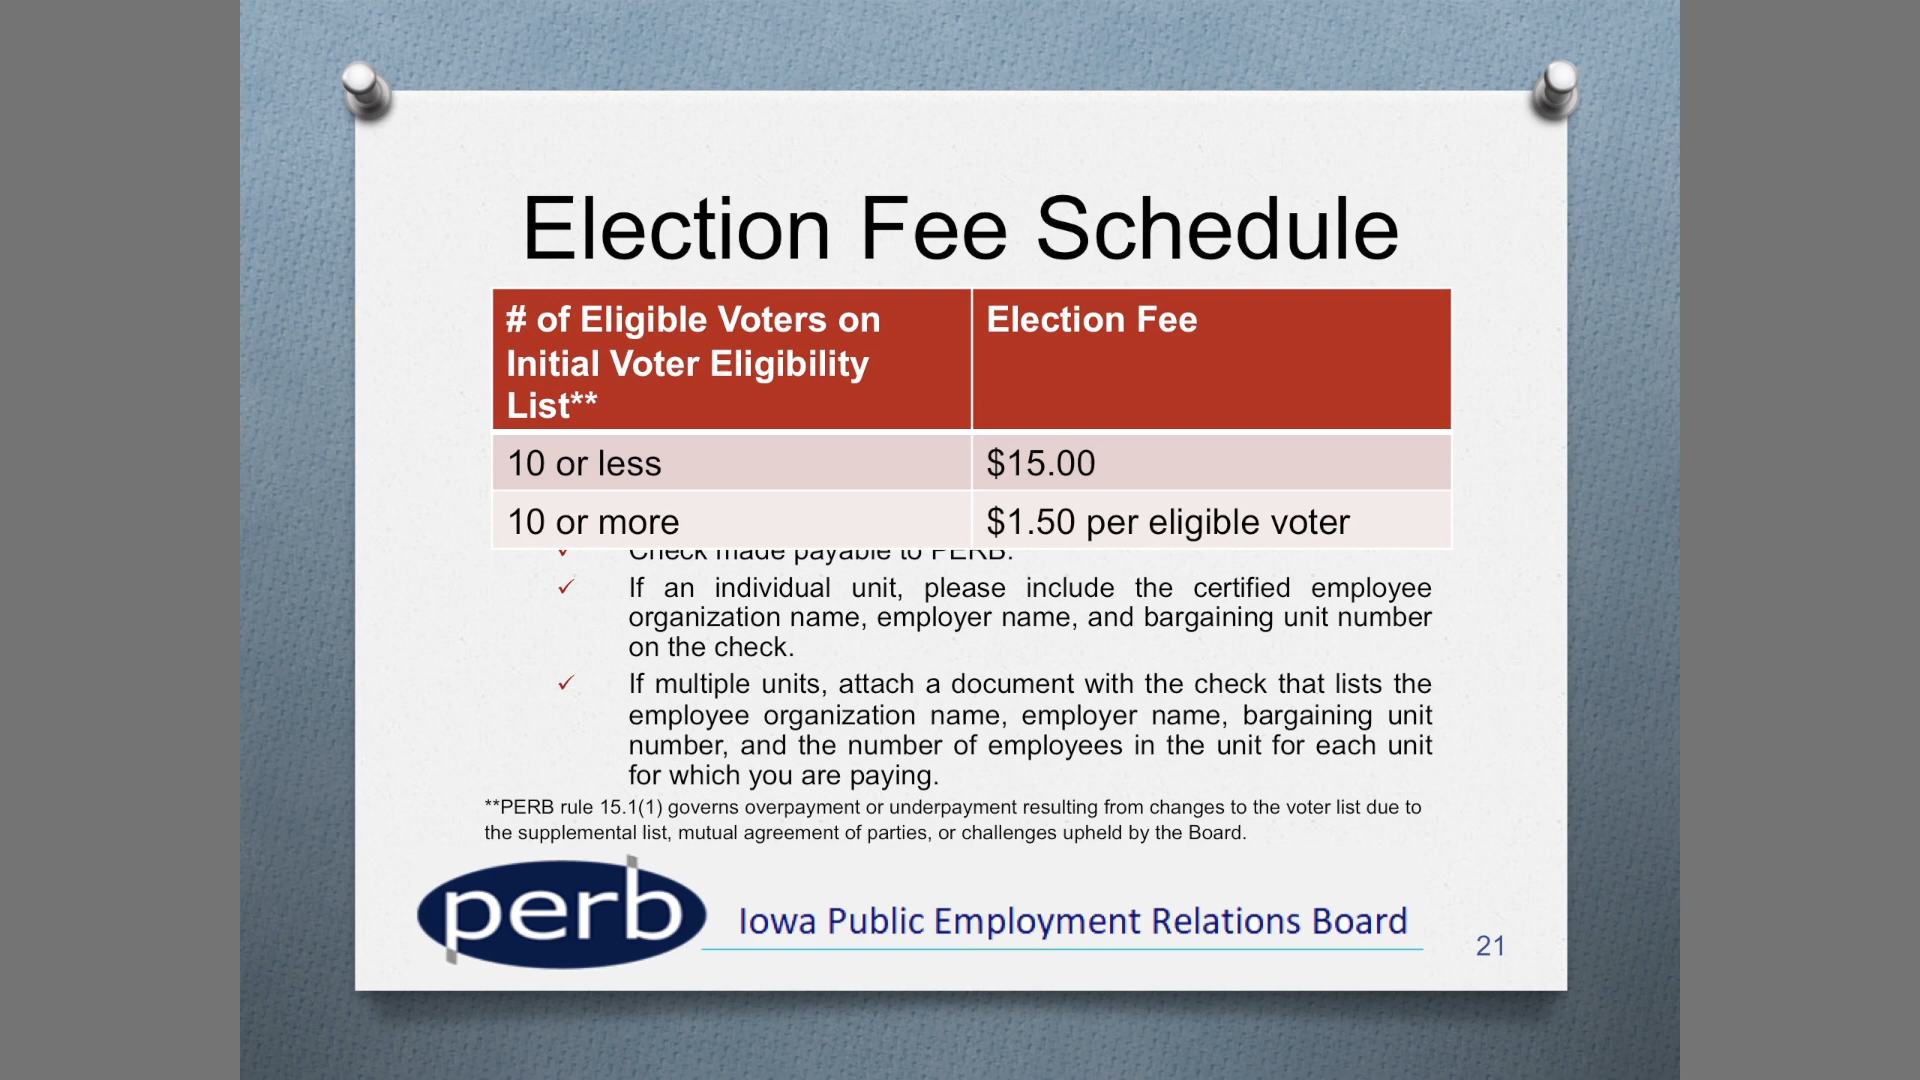 Election Fee Schedule
# of Eligible Voters on
Initial Voter Eligibility
List**
Election Fee
10 or less
$15.00
10 or more
$1.50 per eligible voter
✓ Check made payable to PERB.
✓ If an individual unit, please include the certified employee
organization name, employer name, and bargaining unit number
on the check.
✓ If multiple units, attach a document with the check that lists the
employee organization name, employer name, bargaining unit
number, and the number of employees in the unit for each unit
for which you are paying.
**PERB rule 15.1(1) governs overpayment or underpayment resulting from changes to the voter list due to
the supplemental list, mutual agreement of parties, or challenges upheld by the Board.
perb
Iowa Public Employment Relations Board
21